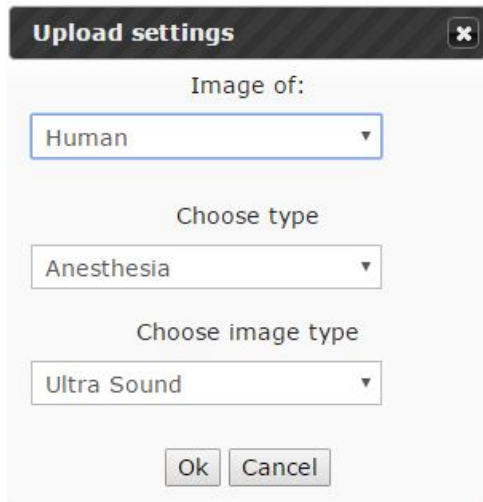 Upload settings
Image of:
Human
Choose type
Anesthesia
Choose image type
Ultra Sound
Ok Cancel